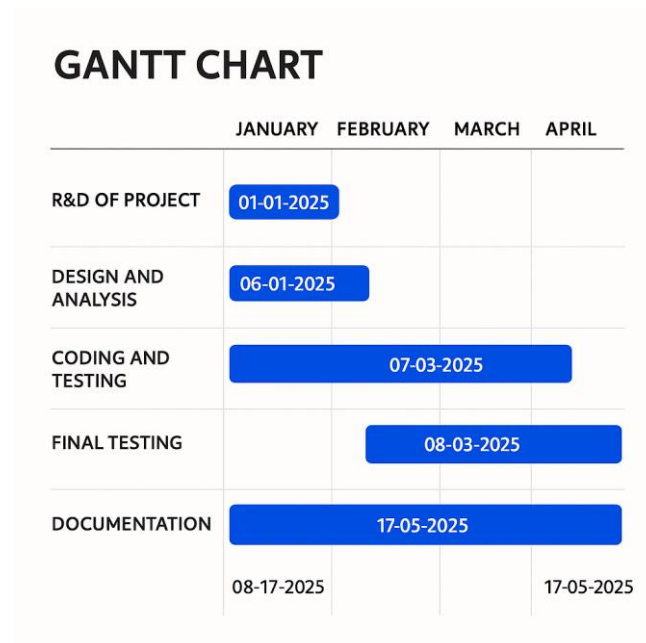 GANTT CHART
JANUARY FEBRUARY MARCH APRIL
R&D OF PROJECT 01-01-2025
DESIGN AND
ANALYSIS
06-01-2025
CODING AND
TESTING
07-03-2025
FINAL TESTING 08-03-2025
DOCUMENTATION 17-05-2025
08-17-2025 17-05-2025